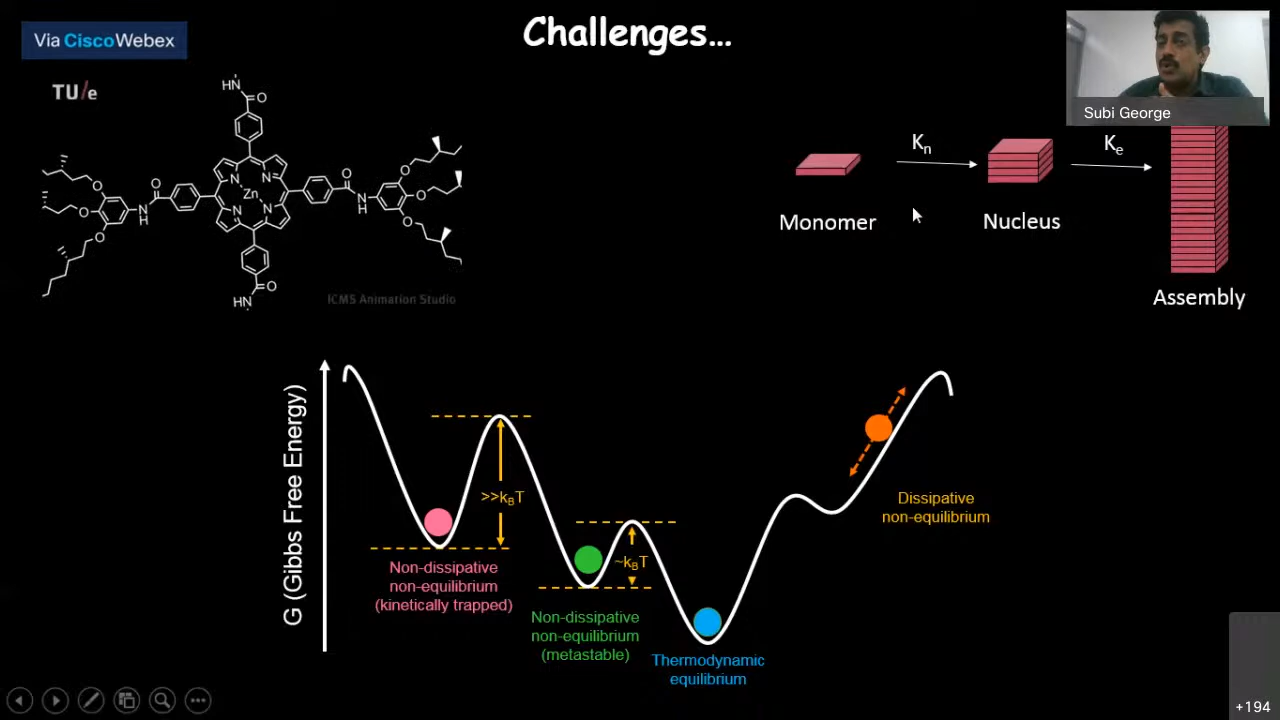 Via CiscoWebex
Challenges...
TU/e
Subi George
HN
O
N
N
Zn
N
N
O
O
O
O
NH
O
N
H
O
O
O
HN
O
ICMS Animation Studio
Kn
Ke
Monomer
Nucleus
Assembly
G (Gibbs Free Energy)
>>kBT
~kBT
Non-dissipative
non-equilibrium
(kinetically trapped)
Non-dissipative
non-equilibrium
(metastable)
Thermodynamic
equilibrium
Dissipative
non-equilibrium
+194